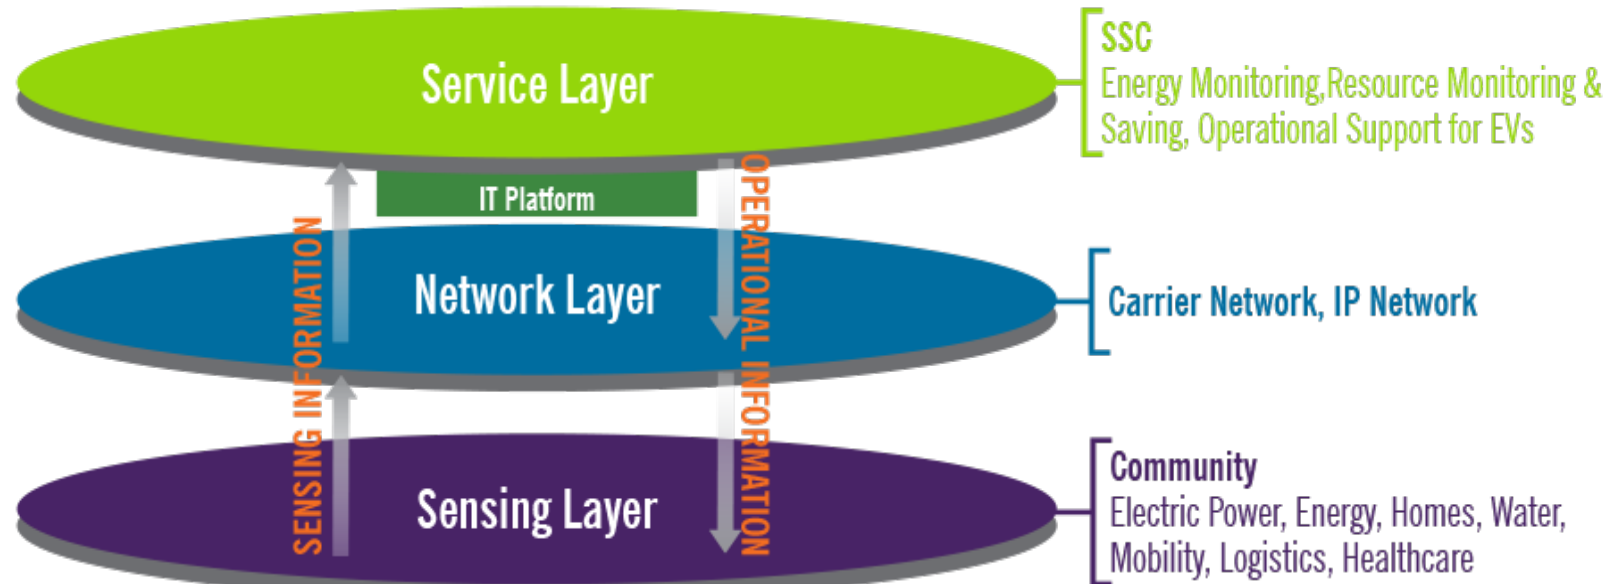 Service Layer
SSC
Energy Monitoring,Resource Monitoring &
Saving, Operational Support for EVs
IT Platform
SENSING INFORMATION
OPERATIONAL INFORMATION
Network Layer
Carrier Network, IP Network
Sensing Layer
Community
Electric Power, Energy, Homes, Water,
Mobility, Logistics, Healthcare